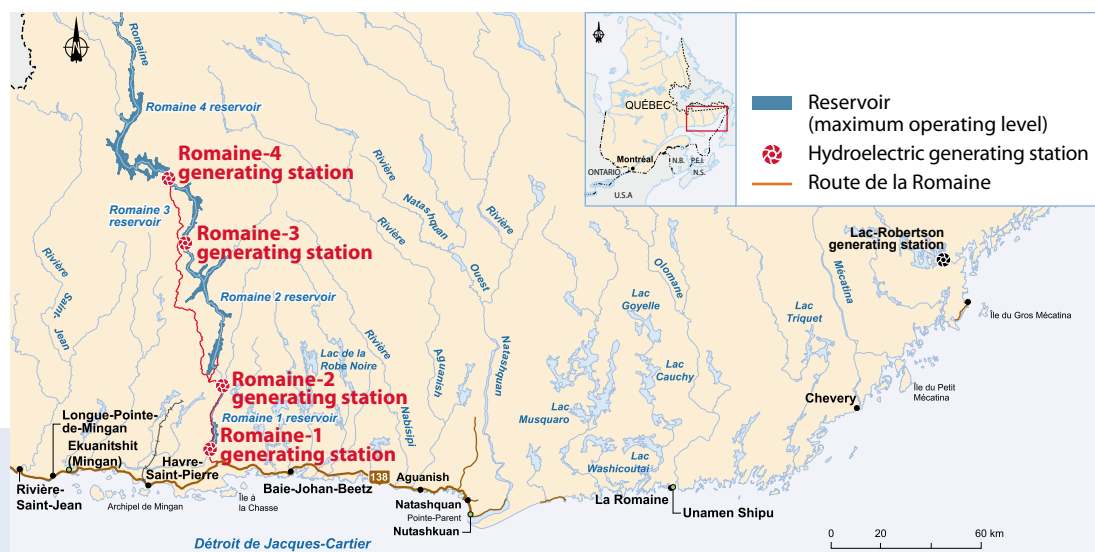 Romaine
Romaine 4 reservoir
Romaine-4
generating station
Romaine 3
reservoir
Romaine-3
generating station
Romaine 2 reservoir
Romaine-2
generating station
Romaine 1 reservoir
Romaine-1
generating station
Rivière
Saint-
Jean
Longue-Pointe-
de-Mingan
Ekuanitshit
(Mingan)
Rivière-
Saint-Jean
Havre-
Saint-Pierre
Archipel de Mingan
Île à
la Chasse
Baie-Johan-Beetz
138
Lac de la
Robe Noire
Rivière
Nabisipi
Rivière
Aguanish
Aguanish
Rivière
Natashquan
Ouest
Rivière
Natashquan
Natashquan
Pointe-Parent
Nutashkuan
Détroit de Jacques-Cartier
Lac
Goyelle
Olomane
Lac
Cauchy
Lac
Musquaro
Lac
Washicoutai
La Romaine
Unamen Shipu
Lac
Triquet
Mécatina
Chevery
Lac-Robertson
generating station
Île du Gros Mécatina
Île du Petit
Mécatina
QUÉBEC
Montréal
ONTARIO
U.S.A
N.B.
P.E.I.
N.S.
Reservoir
(maximum operating level)
Hydroelectric generating station
Route de la Romaine
0 20 60 km